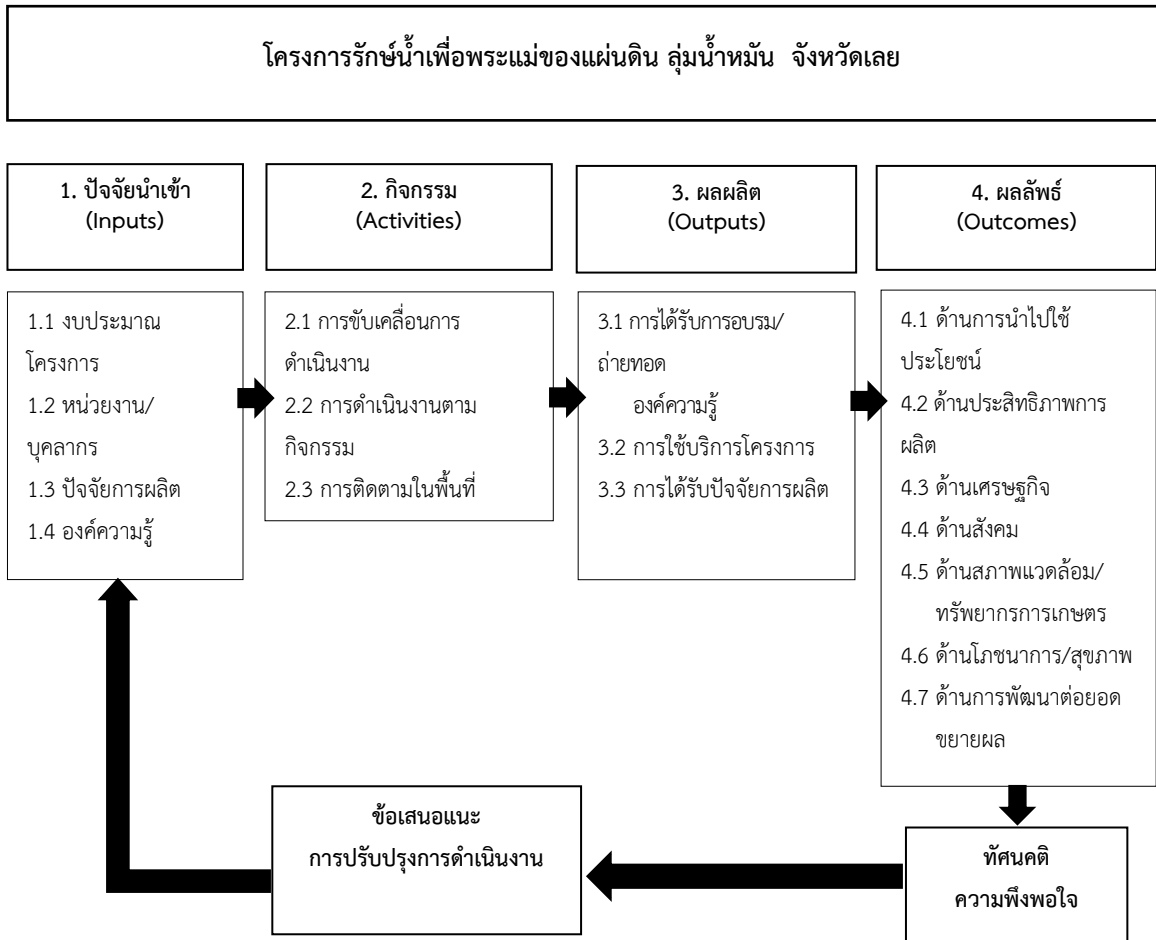 โครงการรักษ์น้ำเพื่อพระแม่ของแผ่นดิน ลุ่มน้ำหมัน จังหวัดเลย
1. ปัจจัยนำเข้า
(Inputs)
2. กิจกรรม
(Activities)
3. ผลผลิต
(Outputs)
4. ผลลัพธ์
(Outcomes)
1.1 งบประมาณ
โครงการ
1.2 หน่วยงาน/
บุคลากร
1.3 ปัจจัยการผลิต
1.4 องค์ความรู้
2.1 การขับเคลื่อนการ
ดำเนินงาน
2.2 การดำเนินงานตาม
กิจกรรม
2.3 การติดตามในพื้นที่
3.1 การได้รับการอบรม/
ถ่ายทอด
องค์ความรู้
3.2 การใช้บริการโครงการ
3.3 การได้รับปัจจัยการผลิต
4.1 ด้านการนำไปใช้
ประโยชน์
4.2 ด้านประสิทธิภาพการ
ผลิต
4.3 ด้านเศรษฐกิจ
4.4 ด้านสังคม
4.5 ด้านสภาพแวดล้อม/
ทรัพยากรการเกษตร
4.6 ด้านโภชนาการ/สุขภาพ
4.7 ด้านการพัฒนาต่อยอด
ขยายผล
ทัศนคติ
ความพึงพอใจ
ข้อเสนอแนะ
การปรับปรุงการดำเนินงาน